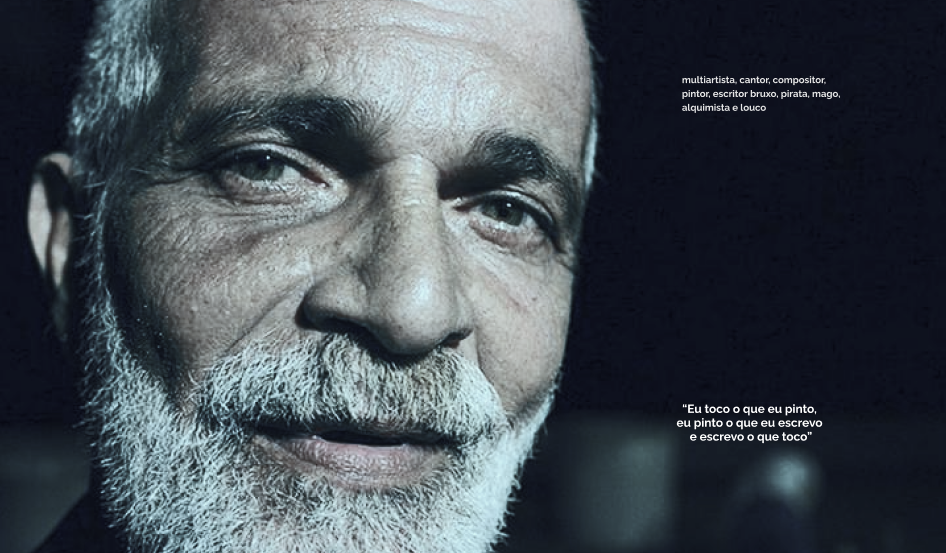 multiartista, cantor, compositor,
pintor, escritor bruxo, pirata, mago,
alquimista e louco
“Eu toco o que eu pinto,
eu pinto o que eu escrevo
e escrevo o que toco”